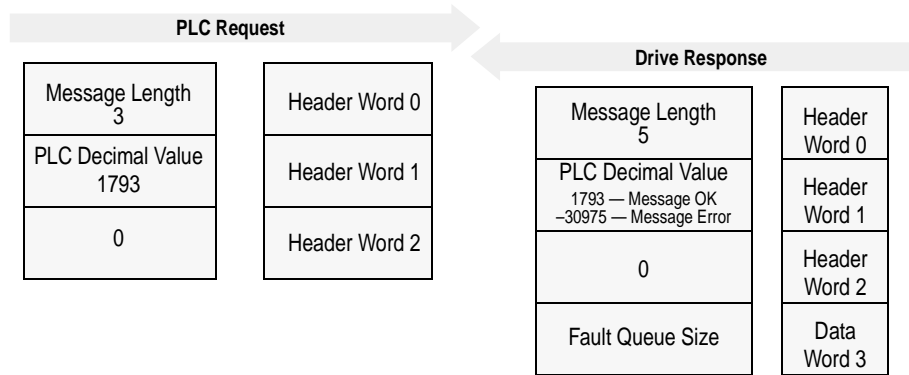 PLC Request
Message Length
3
Header Word 0
PLC Decimal Value
1793
Header Word 1
0
Header Word 2
Drive Response
Message Length
5
Header
Word 0
PLC Decimal Value
1793 — Message OK
–30975 — Message Error
Header
Word 1
0
Header
Word 2
Fault Queue Size
Data
Word 3